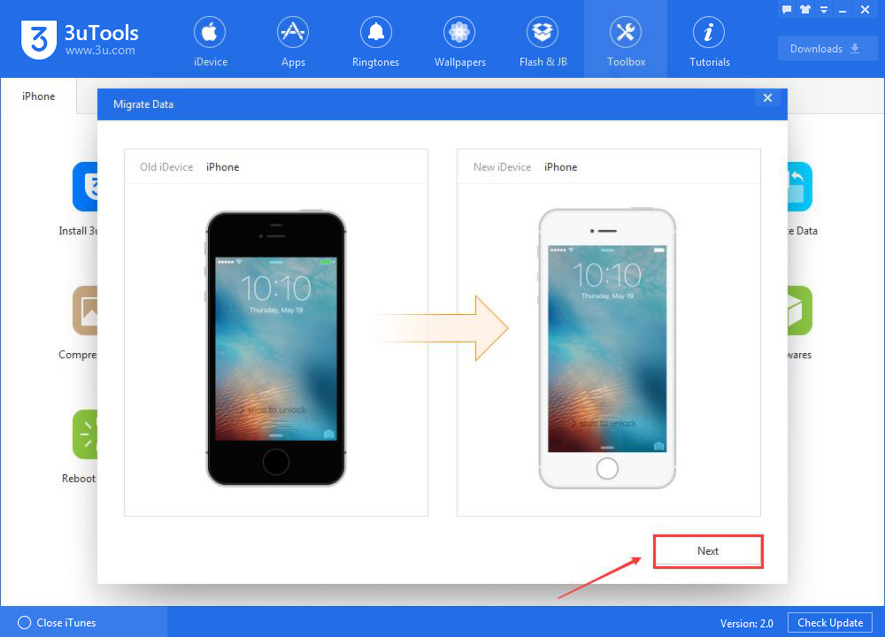 3 3uTools
www.3u.com
iDevice
Apps
Ringtones
Wallpapers
Flash & JB
Toolbox
Tutorials
Downloads
iPhone
Migrate Data
Old iDevice iPhone
New iDevice iPhone
10:10
Thursday, May 19
slide to unlock
10:10
Thursday, May 19
slide to unlock
Install 3u
e Data
Compre
wares
Reboot
Next
Close iTunes
Version: 2.0
Check Update